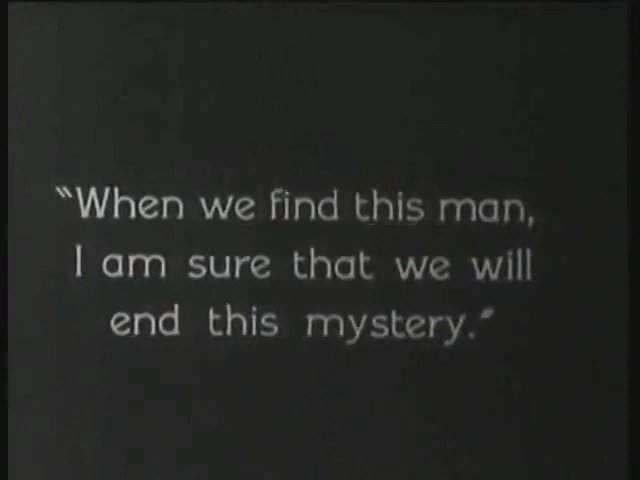 "When we find this man,
I am sure that we will
end this mystery."